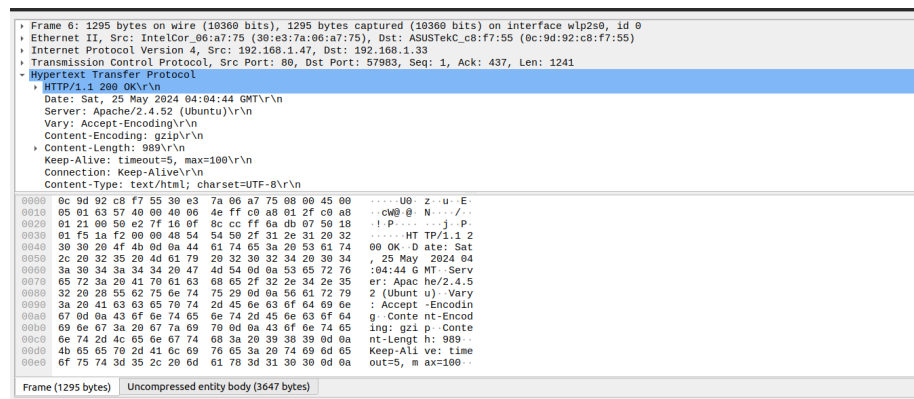 Frame 6: 1295 bytes on wire (10360 bits), 1295 bytes captured (10360 bits) on interface wlp2s0, id 0
Ethernet II, Src: IntelCor_06:a7:75 (30:e3:7a:06:a7:75), Dst: ASUSTekC_c8:f7:55 (0c:9d:92:c8:f7:55)
Internet Protocol Version 4, Src: 192.168.1.47, Dst: 192.168.1.33
Transmission Control Protocol, Src Port: 80, Dst Port: 57983, Seq: 1, Ack: 437, Len: 1241
Hypertext Transfer Protocol
HTTP/1.1 200 OK\r\n
Date: Sat, 25 May 2024 04:04:44 GMT\r\n
Server: Apache/2.4.52 (Ubuntu)\r\n
Vary: Accept-Encoding\r\n
Content-Encoding: gzip\r\n
Content-Length: 989\r\n
Keep-Alive: timeout=5, max=100\r\n
Connection: Keep-Alive\r\n
Content-Type: text/html; charset=UTF-8\r\n
0000 0c 9d 92 c8 f7 55 30 e3 7a 06 a7 75 08 00 45 00 ·····U0· z··u··E·
0010 05 01 63 57 40 00 40 06 4e ff c0 a8 01 2f c0 a8 ··cW@·@· N····/··
0020 01 21 00 50 e2 7f 16 0f 8c cc ff 6a db 07 50 18 ·!·P···· ···j··P·
0030 01 f5 1a f2 00 00 48 54 54 50 2f 31 2e 31 20 32 ······HT TP/1.1 2
0040 30 30 20 4f 4b 0d 0a 44 61 74 65 3a 20 53 61 74 00 OK··D ate: Sat
0050 2c 20 32 35 20 4d 61 79 20 32 30 32 34 20 30 34 , 25 May 2024 04
0060 3a 30 34 3a 34 34 20 47 4d 54 0d 0a 53 65 72 76 :04:44 G MT··Serv
0070 65 72 3a 20 41 70 61 63 68 65 2f 32 2e 34 2e 35 er: Apac he/2.4.5
0080 32 20 28 55 62 75 6e 74 75 29 0d 0a 56 61 72 79 2 (Ubunt u)··Vary
0090 3a 20 41 63 63 65 70 74 2d 45 6e 63 6f 64 69 6e : Accept -Encodin
00a0 67 0d 0a 43 6f 6e 74 65 6e 74 2d 45 6e 63 6f 64 g··Conte nt-Encod
00b0 69 6e 67 3a 20 67 7a 69 70 0d 0a 43 6f 6e 74 65 ing: gzi p··Conte
00c0 6e 74 2d 4c 65 6e 67 74 68 3a 20 39 38 39 0d 0a nt-Lengt h: 989··
00d0 4b 65 65 70 2d 41 6c 69 76 65 3a 20 74 69 6d 65 Keep-Ali ve: time
00e0 6f 75 74 3d 35 2c 20 6d 61 78 3d 31 30 30 0d 0a out=5, m ax=100··
Frame (1295 bytes) Uncompressed entity body (3647 bytes)